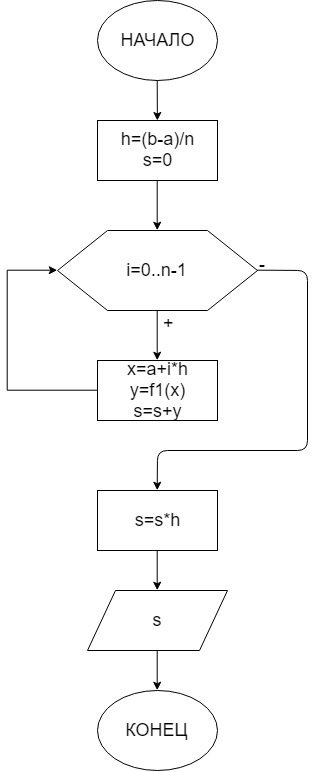 НАЧАЛО
h=(b-a)/n
s=0
i=0..n-1
-
+
x=a+i*h
y=f1(x)
s=s+y
s=s*h
s
КОНЕЦ